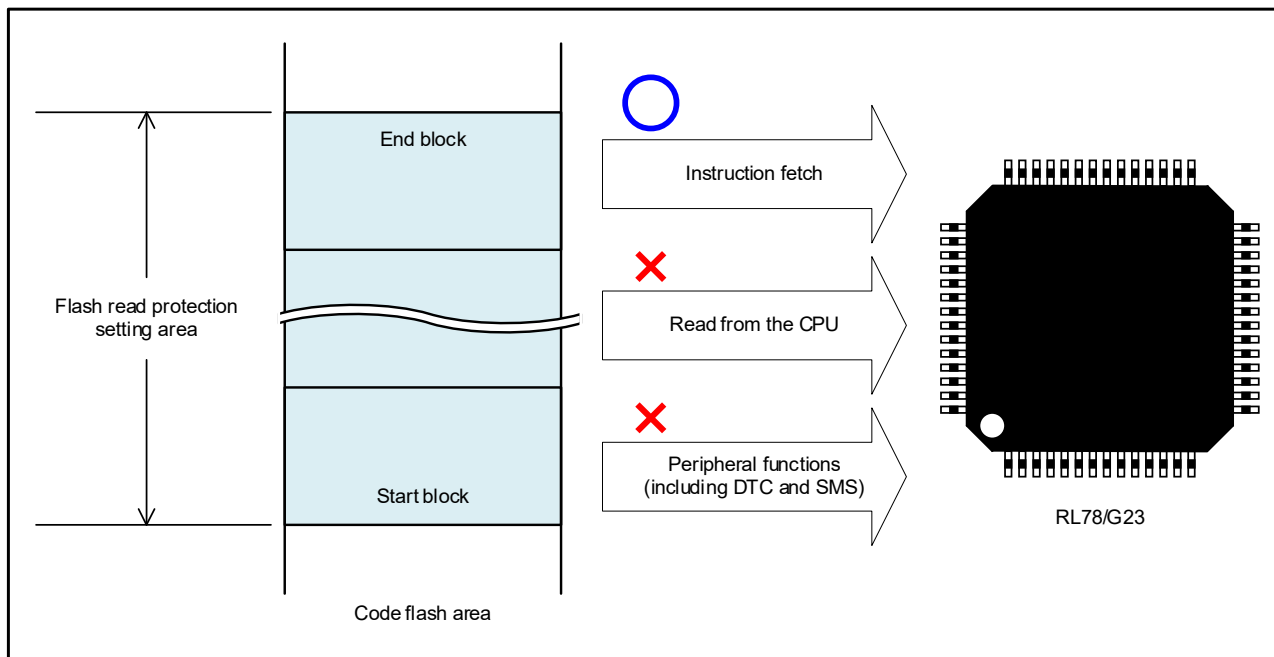 End block
Instruction fetch
Flash read protection
setting area
Read from the CPU
Peripheral functions
(including DTC and SMS)
Start block
RL78/G23
Code flash area